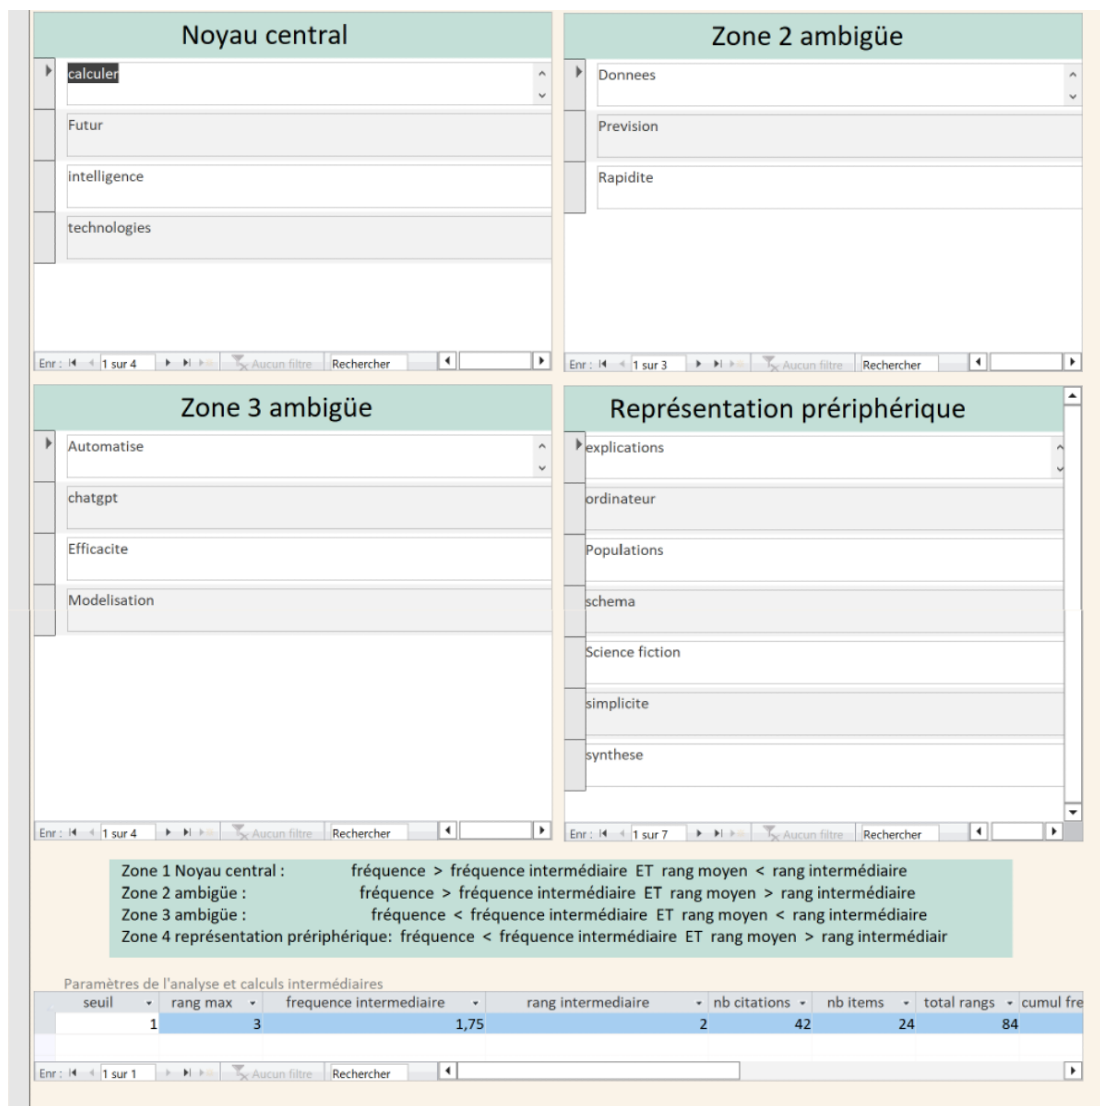 Noyau central
calculer
Futur
intelligence
technologies
Enr : 1 sur 4 Aucun filtre Rechercher
Zone 2 ambigüe
Donnees
Prevision
Rapidite
Enr : 1 sur 3 Aucun filtre Rechercher
Zone 3 ambigüe
Automatise
chatgpt
Efficacite
Modelisation
Enr : 1 sur 4 Aucun filtre Rechercher
Représentation prériphérique
explications
ordinateur
Populations
schema
Science fiction
simplicite
synthese
Enr : 1 sur 7 Aucun filtre Rechercher
Zone 1 Noyau central : fréquence > fréquence intermédiaire ET rang moyen < rang intermédiaire
Zone 2 ambigüe : fréquence > fréquence intermédiaire ET rang moyen > rang intermédiaire
Zone 3 ambigüe : fréquence < fréquence intermédiaire ET rang moyen < rang intermédiaire
Zone 4 représentation prériphérique: fréquence < fréquence intermédiaire ET rang moyen > rang intermédiair
Paramètres de l'analyse et calculs intermédiaires
seuil rang max frequence intermediaire rang intermediaire nb citations nb items total rangs cumul fre
1 3 1,75 2 42 24 84
Enr : 1 sur 1 Aucun filtre Rechercher